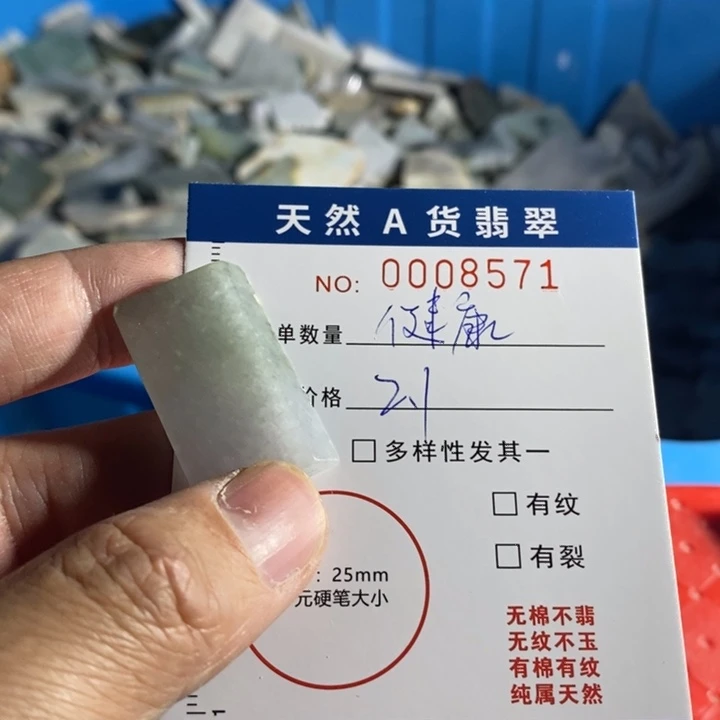 天然A货翡翠
NO: 0008571
单数量 健康
价格 21
□ 多样性发其一
□ 有纹
□ 有裂
: 25mm
元硬笔大小
无棉不翡
无纹不玉
有棉有纹
纯属天然